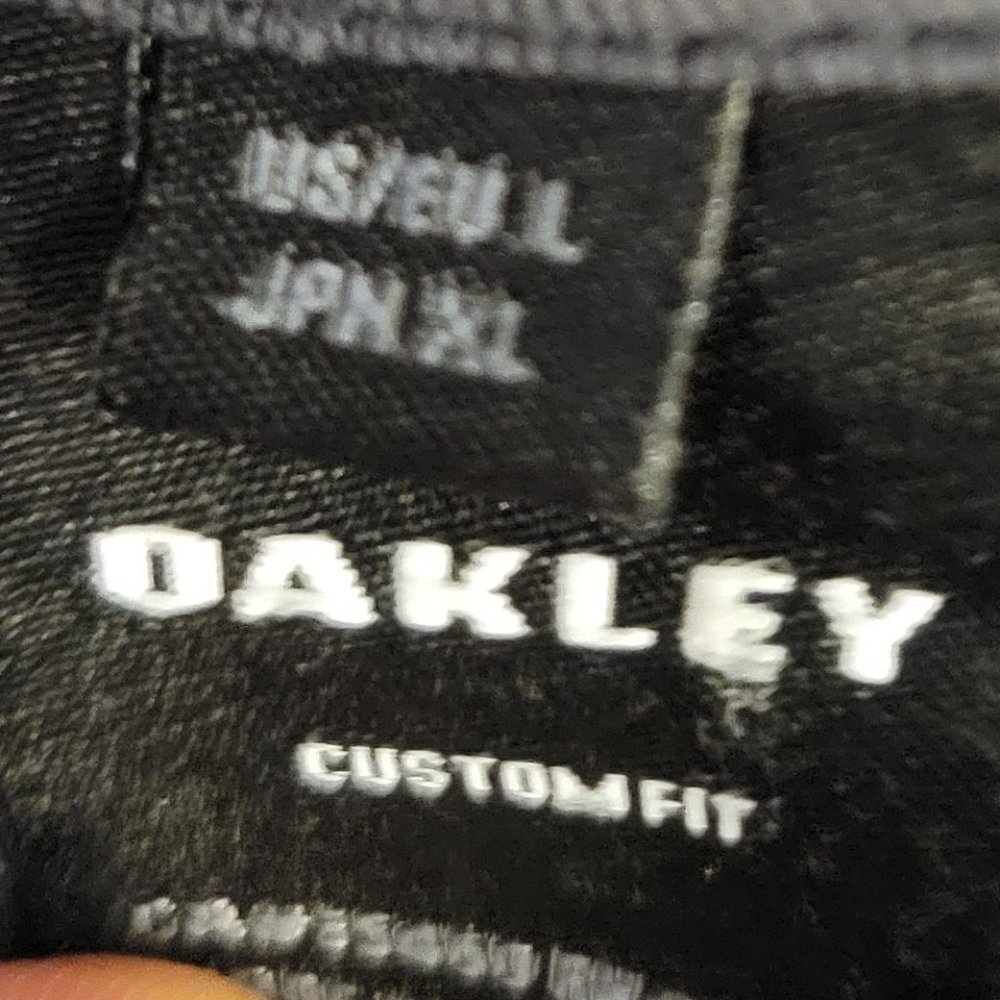 US/EU L
JPN XL
OAKLEY
CUSTOM FIT